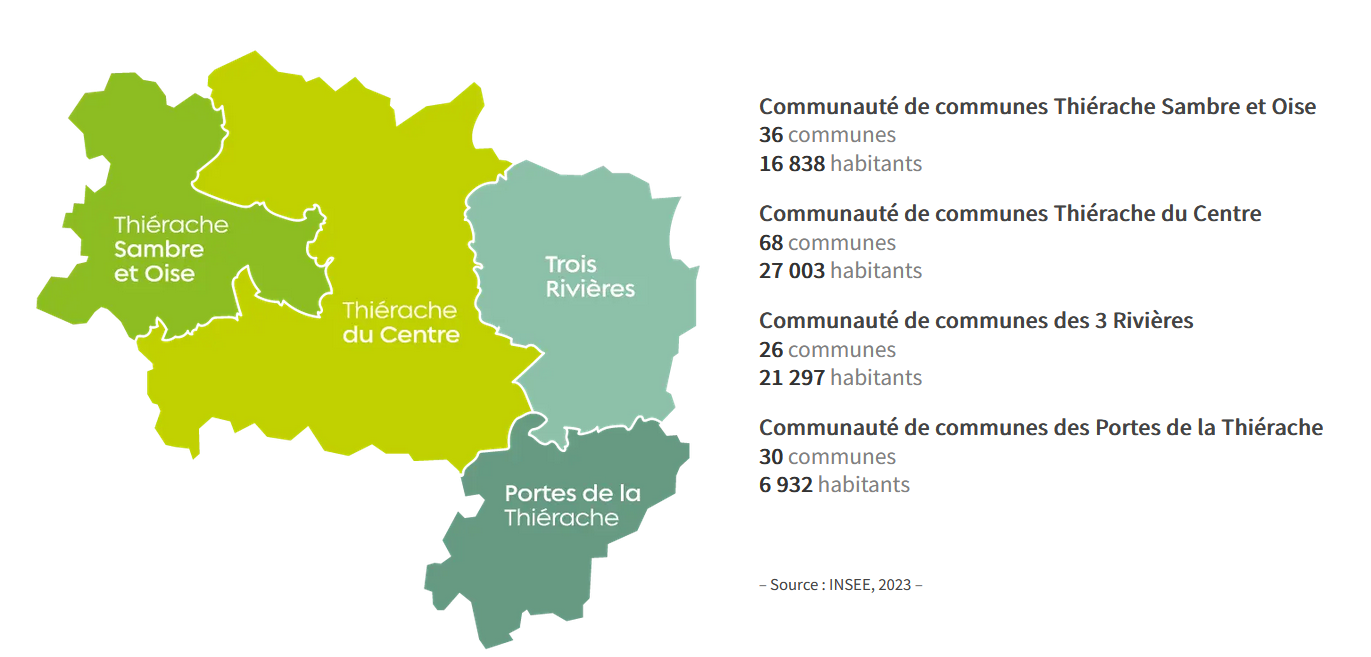 Thiérache
Sambre
et Oise
Thiérache
du Centre
Trois
Rivières
Portes de la
Thiérache
Communauté de communes Thiérache Sambre et Oise
36 communes
16 838 habitants
Communauté de communes Thiérache du Centre
68 communes
27 003 habitants
Communauté de communes des 3 Rivières
26 communes
21 297 habitants
Communauté de communes des Portes de la Thiérache
30 communes
6 932 habitants
– Source : INSEE, 2023 –